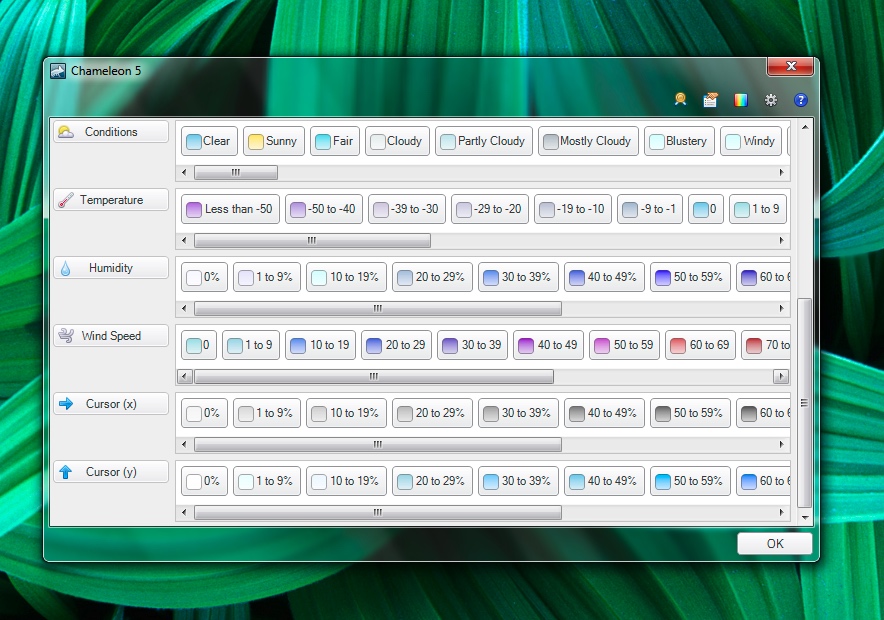 Chameleon 5
Conditions Clear Sunny Fair Cloudy Partly Cloudy Mostly Cloudy Blustery Windy
Temperature Less than -50 -50 to -40 -39 to -30 -29 to -20 -19 to -10 -9 to -1 0 1 to 9
Humidity 0% 1 to 9% 10 to 19% 20 to 29% 30 to 39% 40 to 49% 50 to 59% 60 to
Wind Speed 0 1 to 9 10 to 19 20 to 29 30 to 39 40 to 49 50 to 59 60 to 69 70 to
Cursor (x) 0% 1 to 9% 10 to 19% 20 to 29% 30 to 39% 40 to 49% 50 to 59% 60 to
Cursor (y) 0% 1 to 9% 10 to 19% 20 to 29% 30 to 39% 40 to 49% 50 to 59% 60 to
OK